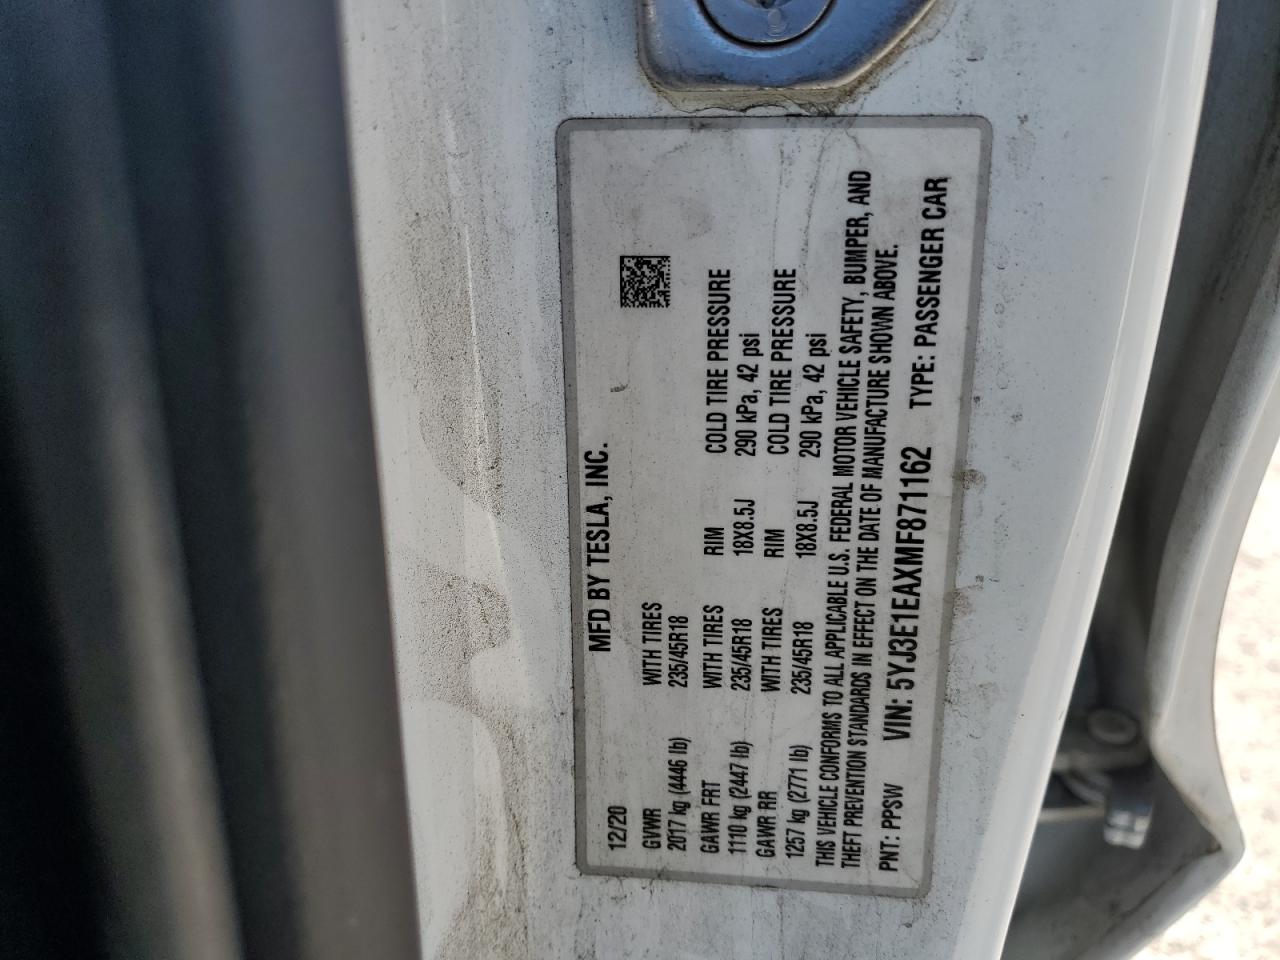 MFD BY TESLA, INC.
12/20
GVWR WITH TIRES
2017 kg (4446 lb) 235/45R18
GAWR FRT WITH TIRES RIM COLD TIRE PRESSURE
1110 kg (2447 lb) 235/45R18 18X8.5J 290 kPa, 42 psi
GAWR RR WITH TIRES RIM COLD TIRE PRESSURE
1257 kg (2771 lb) 235/45R18 18X8.5J 290 kPa, 42 psi
THIS VEHICLE CONFORMS TO ALL APPLICABLE U.S. FEDERAL MOTOR VEHICLE SAFETY, BUMPER, AND
THEFT PREVENTION STANDARDS IN EFFECT ON THE DATE OF MANUFACTURE SHOWN ABOVE.
PNT: PPSW VIN: 5YJ3E1EAXMF871162 TYPE: PASSENGER CAR